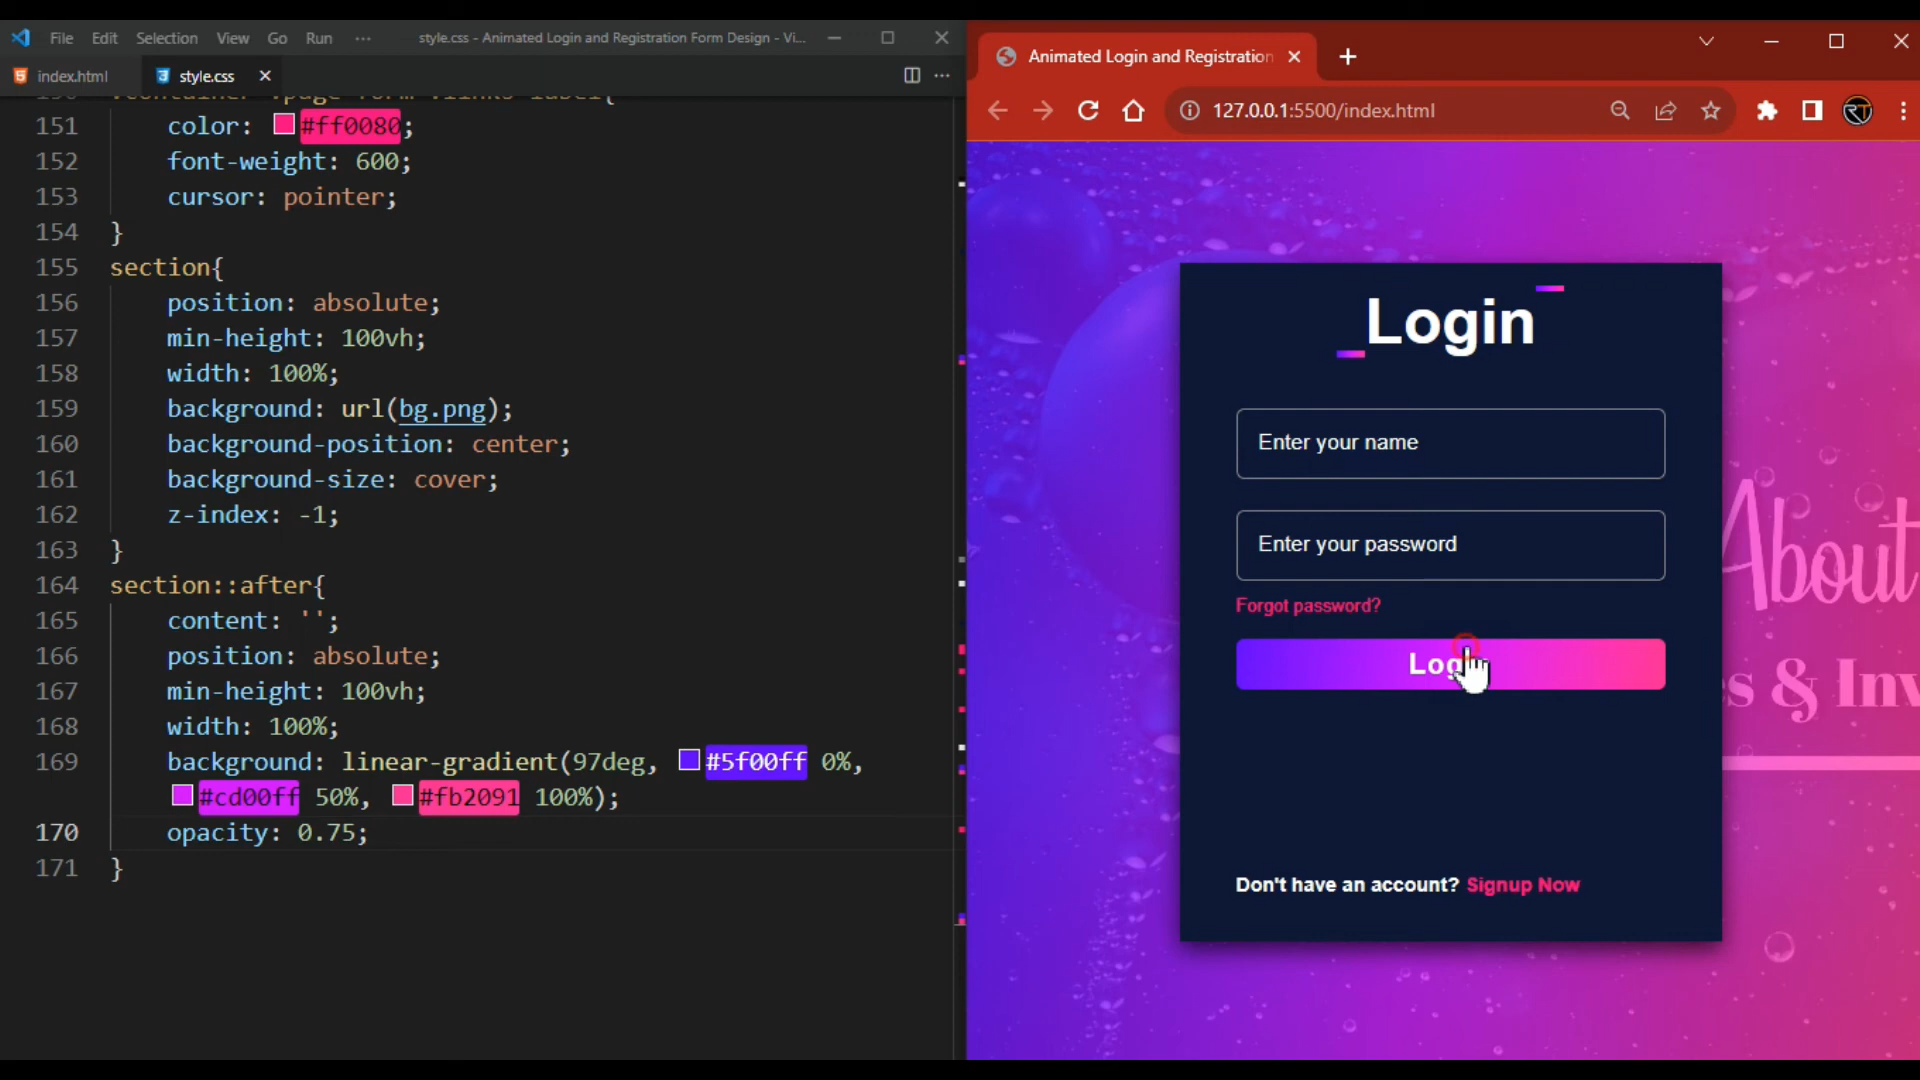 File Edit Selection View Go Run ··· style.css - Animated Login and Registration Form Design - Vi...
index.html style.css
151 color: #ff0080;
152 font-weight: 600;
153 cursor: pointer;
154 }
155 section{
156 position: absolute;
157 min-height: 100vh;
158 width: 100%;
159 background: url(bg.png);
160 background-position: center;
161 background-size: cover;
162 z-index: -1;
163 }
164 section::after{
165 content: '';
166 position: absolute;
167 min-height: 100vh;
168 width: 100%;
169 background: linear-gradient(97deg, #5f00ff 0%,
#cd00ff 50%, #fb2091 100%);
170 opacity: 0.75;
171 }
Animated Login and Registration
127.0.0.1:5500/index.html
RT
Login
Enter your name
Enter your password
Forgot password?
Don't have an account? Signup Now
About
& Inv